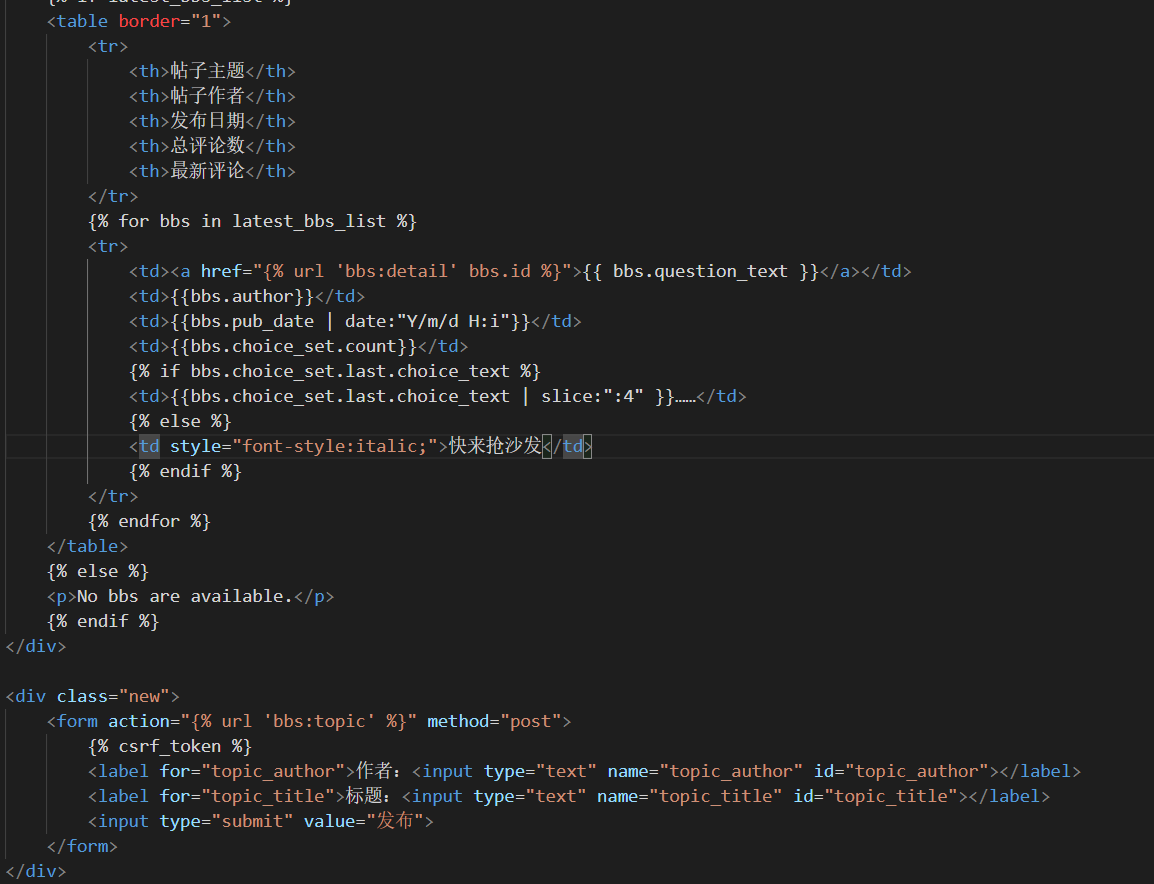 {% if latest_bbs_list %}
<table border="1">
<tr>
<th>帖子主题</th>
<th>帖子作者</th>
<th>发布日期</th>
<th>总评论数</th>
<th>最新评论</th>
</tr>
{% for bbs in latest_bbs_list %}
<tr>
<td><a href="{% url 'bbs:detail' bbs.id %}">{{ bbs.question_text }}</a></td>
<td>{{bbs.author}}</td>
<td>{{bbs.pub_date | date:"Y/m/d H:i"}}</td>
<td>{{bbs.choice_set.count}}</td>
{% if bbs.choice_set.last.choice_text %}
<td>{{bbs.choice_set.last.choice_text | slice:":4" }}……</td>
{% else %}
<td style="font-style:italic;">快来抢沙发</td>
{% endif %}
</tr>
{% endfor %}
</table>
{% else %}
<p>No bbs are available.</p>
{% endif %}
</div>
<div class="new">
<form action="{% url 'bbs:topic' %}" method="post">
{% csrf_token %}
<label for="topic_author">作者：<input type="text" name="topic_author" id="topic_author"></label>
<label for="topic_title">标题：<input type="text" name="topic_title" id="topic_title"></label>
<input type="submit" value="发布">
</form>
</div>